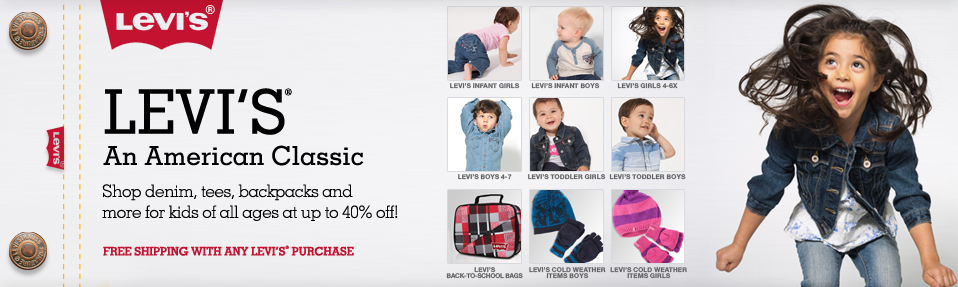 LEVI'S®
LEVI'S®
An American Classic
Shop denim, tees, backpacks and
more for kids of all ages at up to 40% off!
FREE SHIPPING WITH ANY LEVI'S® PURCHASE
Levi's
LEVI'S INFANT GIRLS
LEVI'S INFANT BOYS
LEVI'S GIRLS 4-6X
LEVI'S BOYS 4-7
LEVI'S TODDLER GIRLS
LEVI'S TODDLER BOYS
LEVI'S
BACK-TO-SCHOOL BAGS
LEVI'S COLD WEATHER
ITEMS BOYS
LEVI'S COLD WEATHER
ITEMS GIRLS